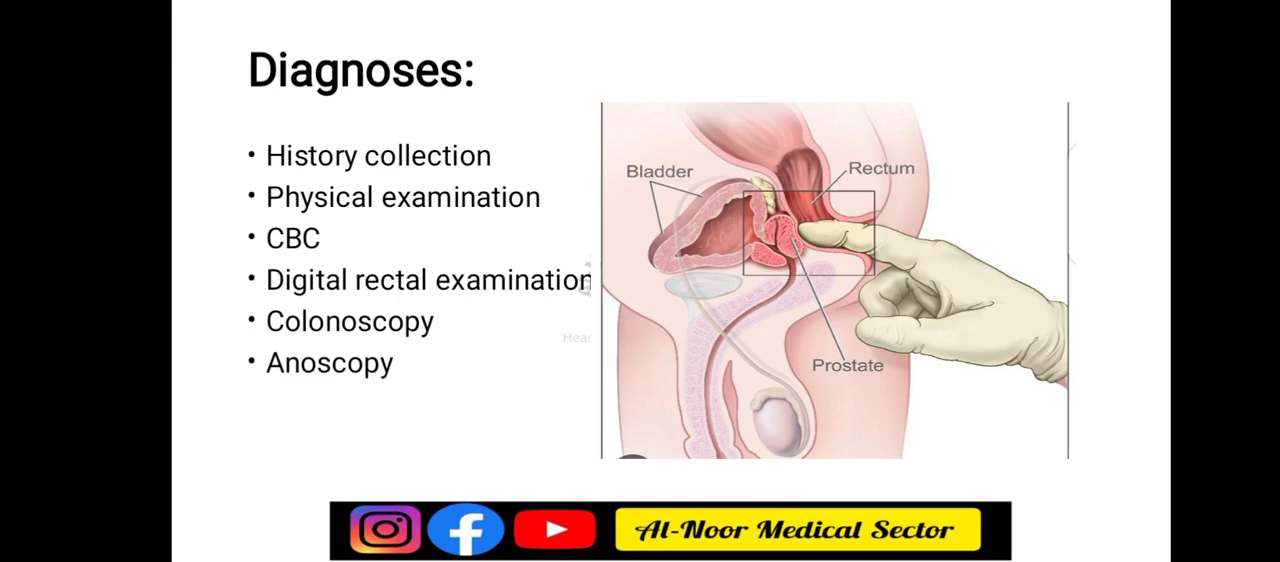 Diagnoses:
• History collection
• Physical examination
• CBC
• Digital rectal examination
• Colonoscopy
• Anoscopy
Bladder
Rectum
Prostate
Al-Noor Medical Sector